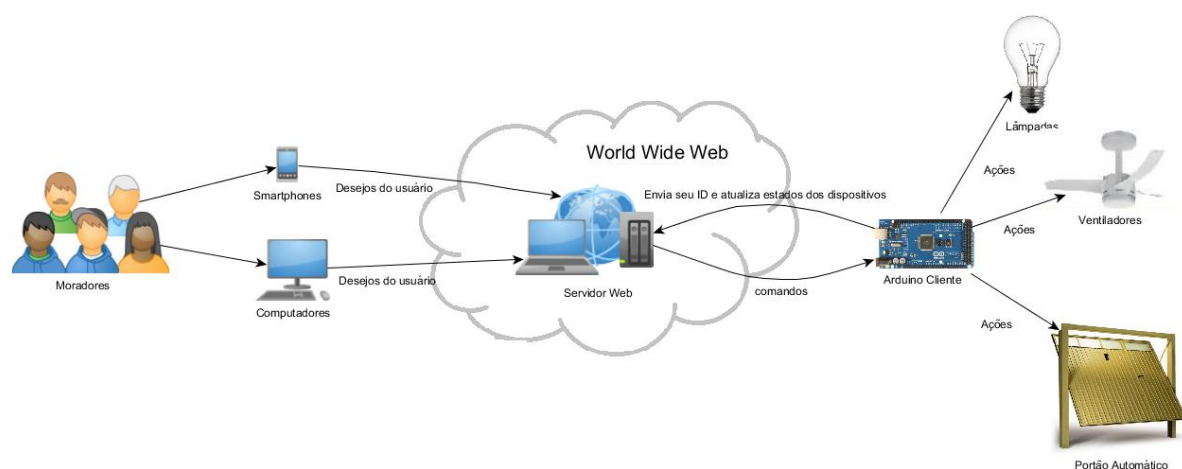 Lâmpadas
World Wide Web
Ações
Smartphones
Desejos do usuário
Envia seu ID e atualiza estados dos dispositivos
Ventiladores
Ações
Moradores
Computadores
Desejos do usuário
Servidor Web
comandos
Arduino Cliente
Ações
Portão Automático